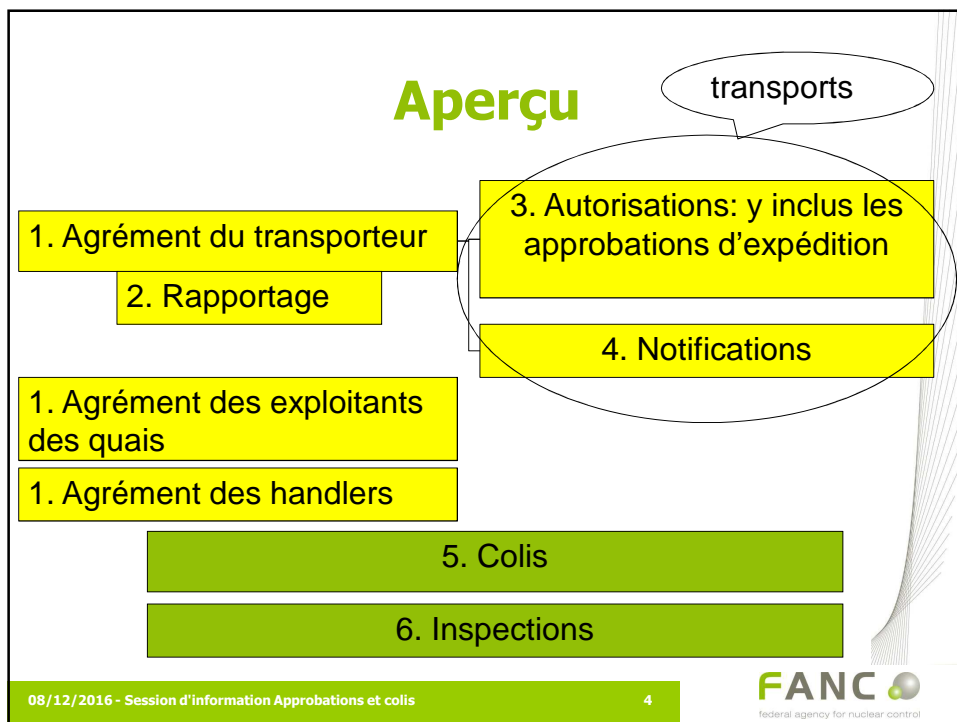 Aperçu
transports
1. Agrément du transporteur
2. Rapportage
3. Autorisations: y inclus les
approbations d'expédition
4. Notifications
1. Agrément des exploitants
des quais
1. Agrément des handlers
5. Colis
6. Inspections
08/12/2016 - Session d'information Approbations et colis
4
FANC
federal agency for nuclear control